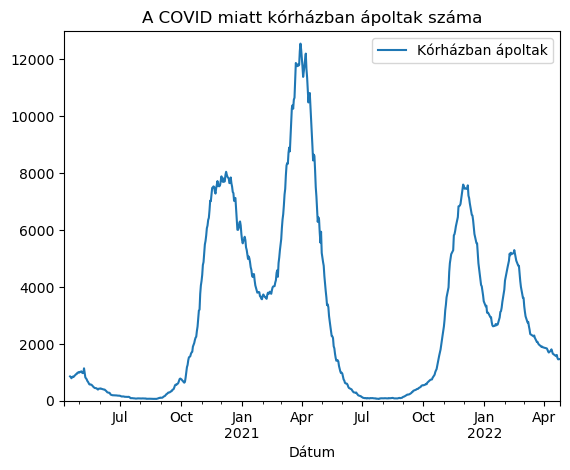 A COVID miatt kórházban ápoltak száma
Kórházban ápoltak
12000
10000
8000
6000
4000
2000
0
Jul
Oct
Jan
2021
Apr
Jul
Oct
Jan
2022
Apr
Dátum